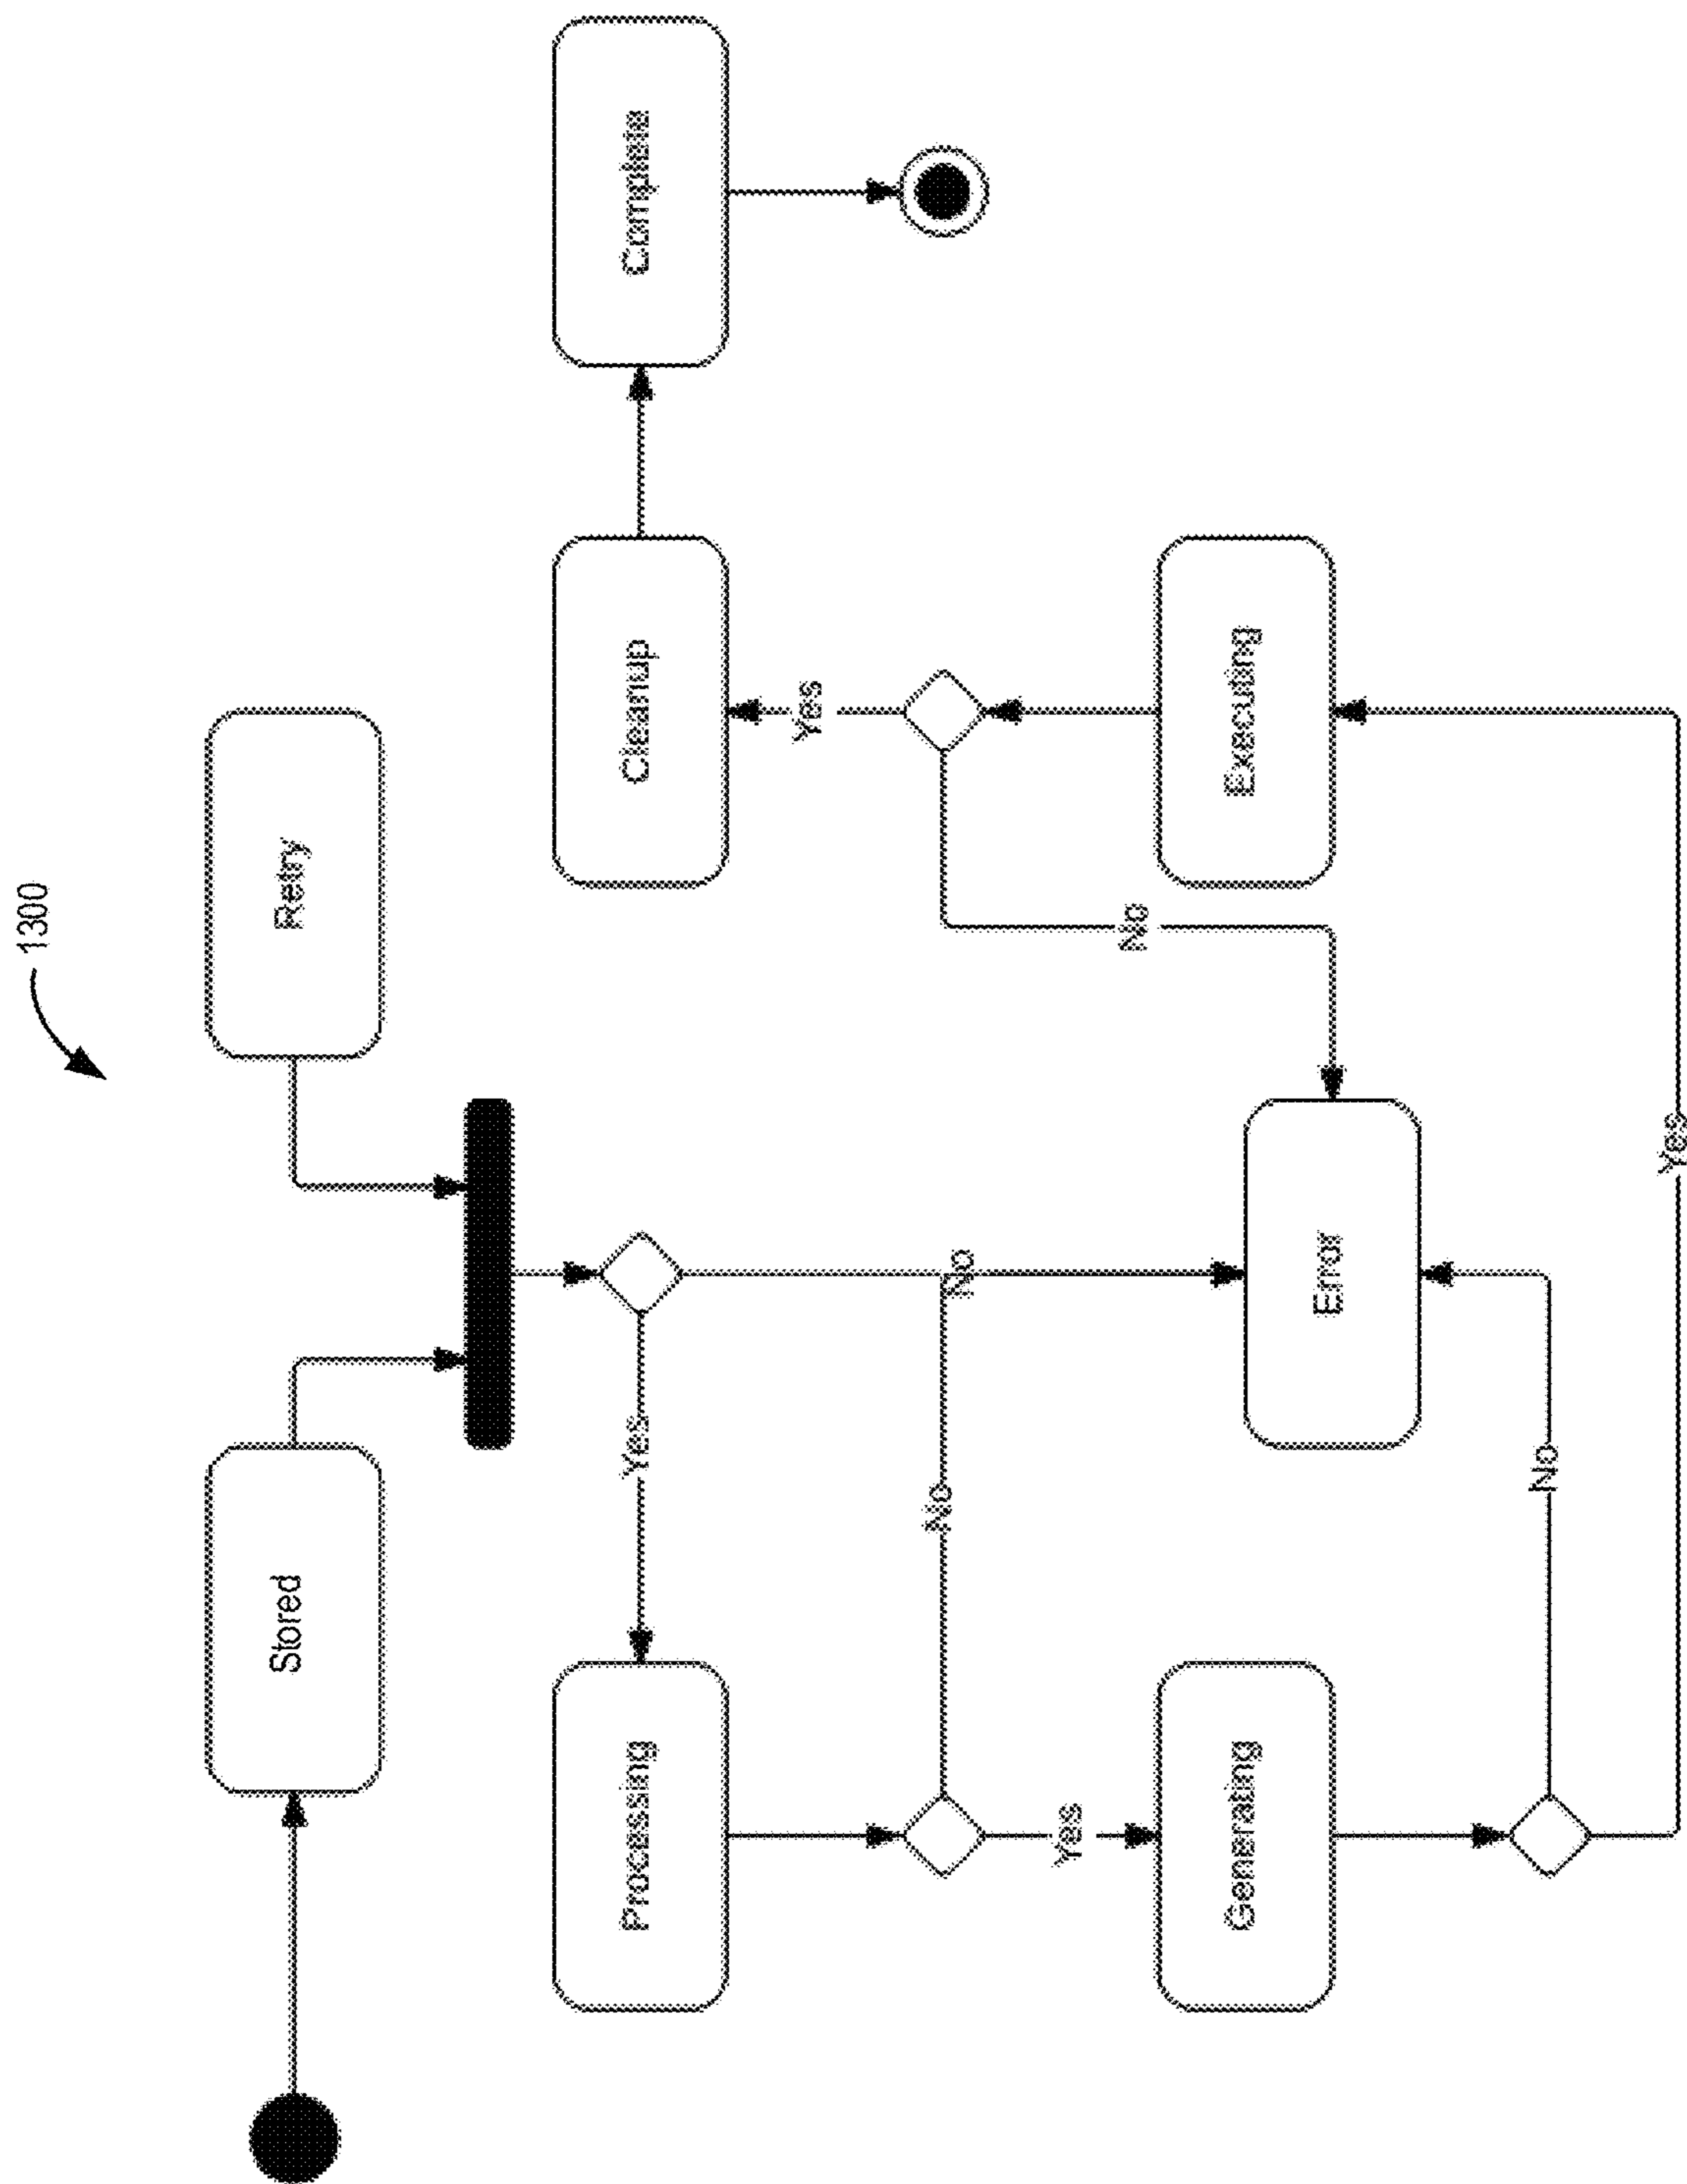 1300
Stored
Retry
Processing
Yes
Cleanup
Complete
No
No
Yes
Yes
Generating
Error
No
Executing
No
Yes